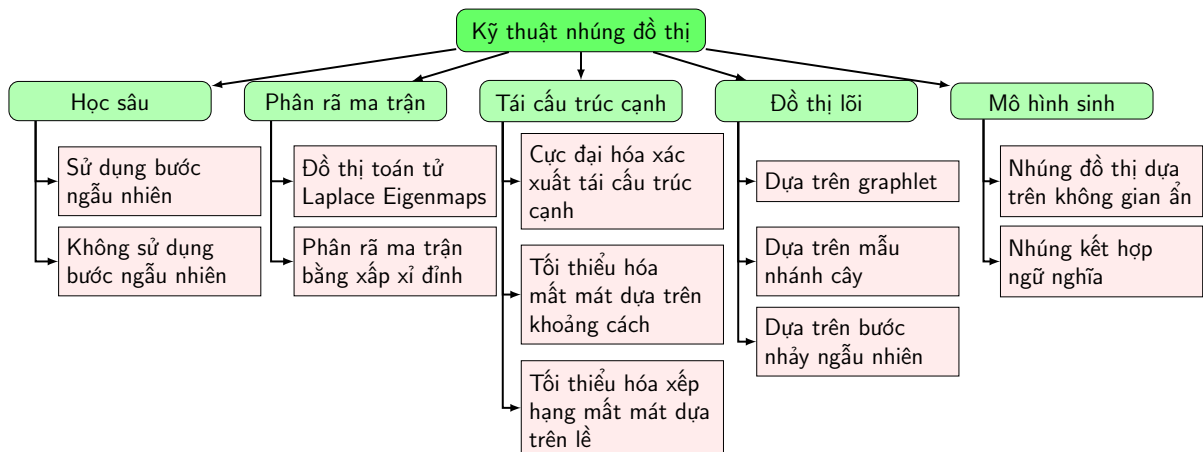 Kỹ thuật nhúng đồ thị
Học sâu
Sử dụng bước
ngẫu nhiên
Không sử dụng
bước ngẫu nhiên
Phân rã ma trận
Đồ thị toán tử
Laplace Eigenmaps
Phân rã ma trận
bằng xấp xỉ đỉnh
Tái cấu trúc cạnh
Cực đại hóa xác
xuất tái cấu trúc
cạnh
Tối thiểu hóa
mất mát dựa trên
khoảng cách
Tối thiểu hóa xếp
hạng mất mát dựa
trên lề
Đồ thị lõi
Dựa trên graphlet
Dựa trên mẫu
nhánh cây
Dựa trên bước
nhảy ngẫu nhiên
Mô hình sinh
Nhúng đồ thị dựa
trên không gian ẩn
Nhúng kết hợp
ngữ nghĩa